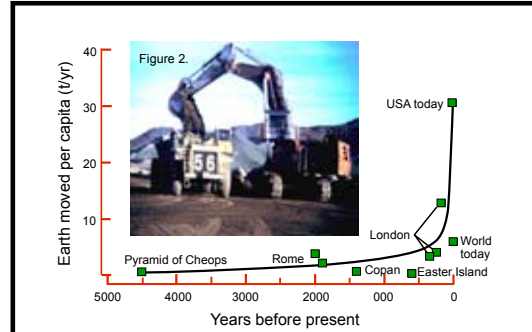 Earth moved per capita (t/yr)
40
30
20
10
Figure 2.
56
USA today
London
World
today
Pyramid of Cheops
Rome
Copan
Easter Island
5000
4000
3000
2000
1000
0
Years before present